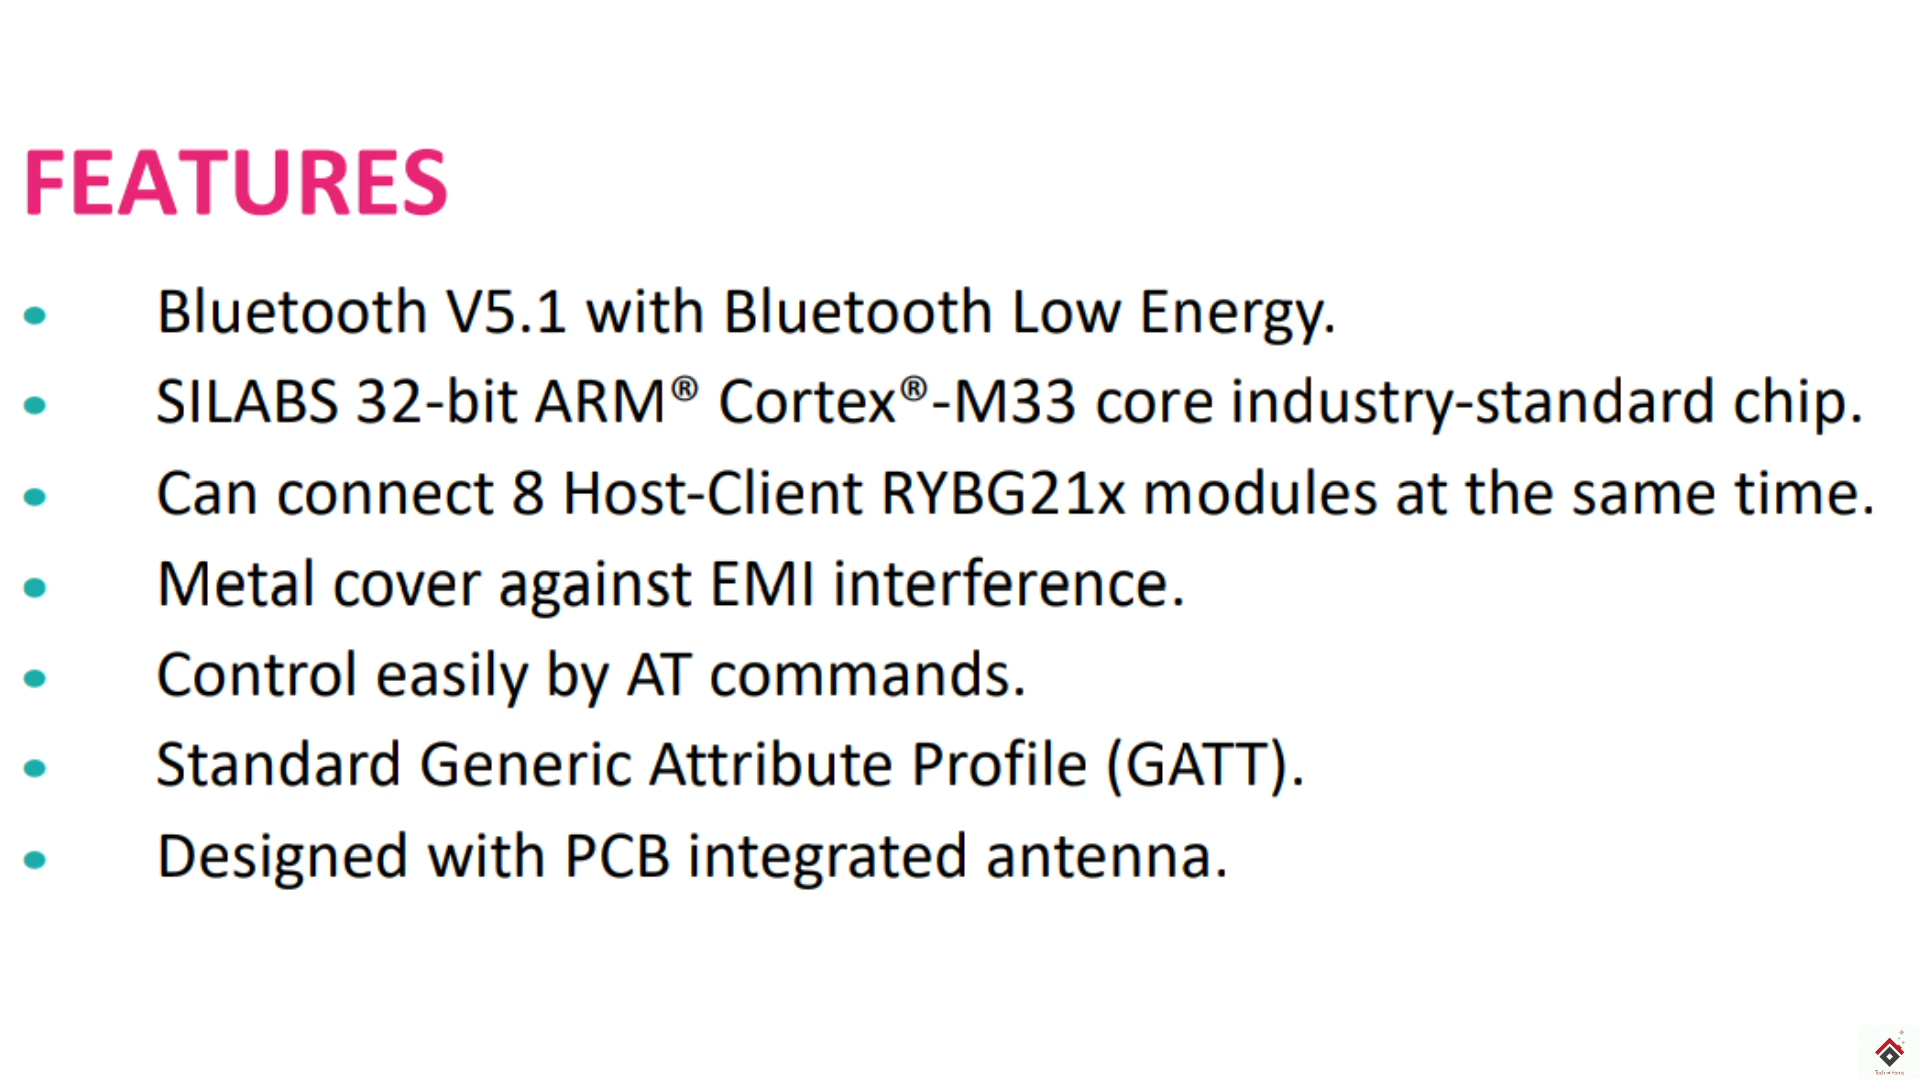 FEATURES
• Bluetooth V5.1 with Bluetooth Low Energy.
• SILABS 32-bit ARM® Cortex®-M33 core industry-standard chip.
• Can connect 8 Host-Client RYBG21x modules at the same time.
• Metal cover against EMI interference.
• Control easily by AT commands.
• Standard Generic Attribute Profile (GATT).
• Designed with PCB integrated antenna.